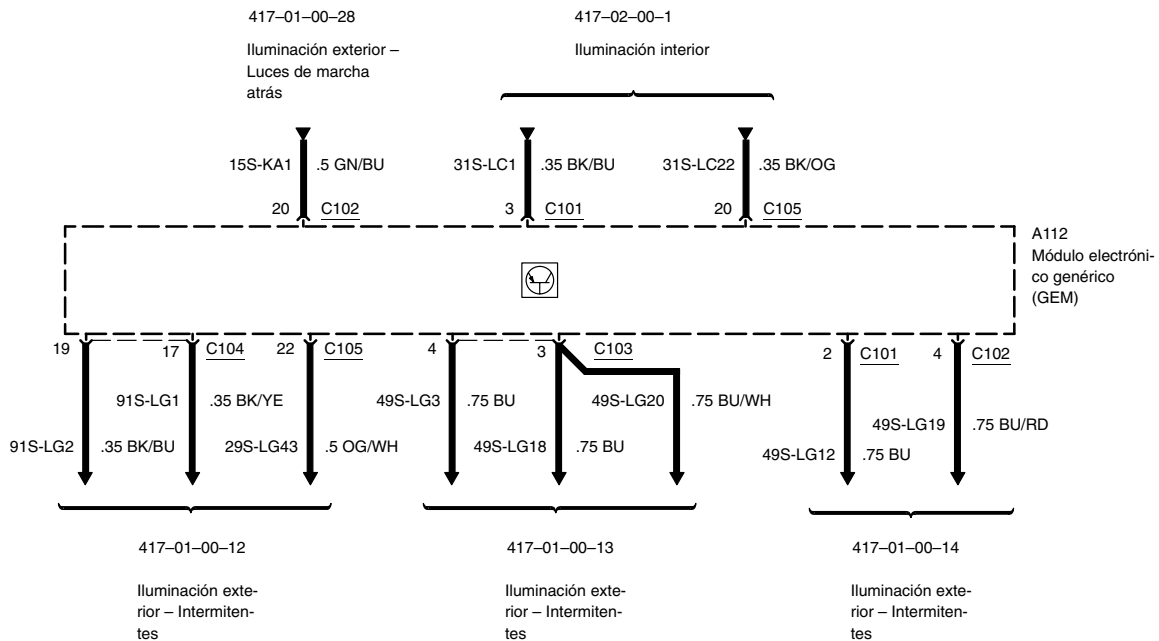 417–01–00–28
Iluminación exterior –
Luces de marcha
atrás
417–02–00–1
Iluminación interior
15S-KA1 .5 GN/BU
31S-LC1 .35 BK/BU
31S-LC22 .35 BK/OG
20 C102
3 C101
20 C105
A112
Módulo electróni-
co genérico
(GEM)
19
17 C104
22 C105
4
3 C103
2 C101
4 C102
91S-LG1 .35 BK/YE
49S-LG3 .75 BU
49S-LG20 .75 BU/WH
49S-LG19 .75 BU/RD
91S-LG2 .35 BK/BU
29S-LG43 .5 OG/WH
49S-LG18 .75 BU
49S-LG12 .75 BU
417–01–00–12
Iluminación exte-
rior – Intermiten-
tes
417–01–00–13
Iluminación exte-
rior – Intermiten-
tes
417–01–00–14
Iluminación exte-
rior – Intermiten-
tes